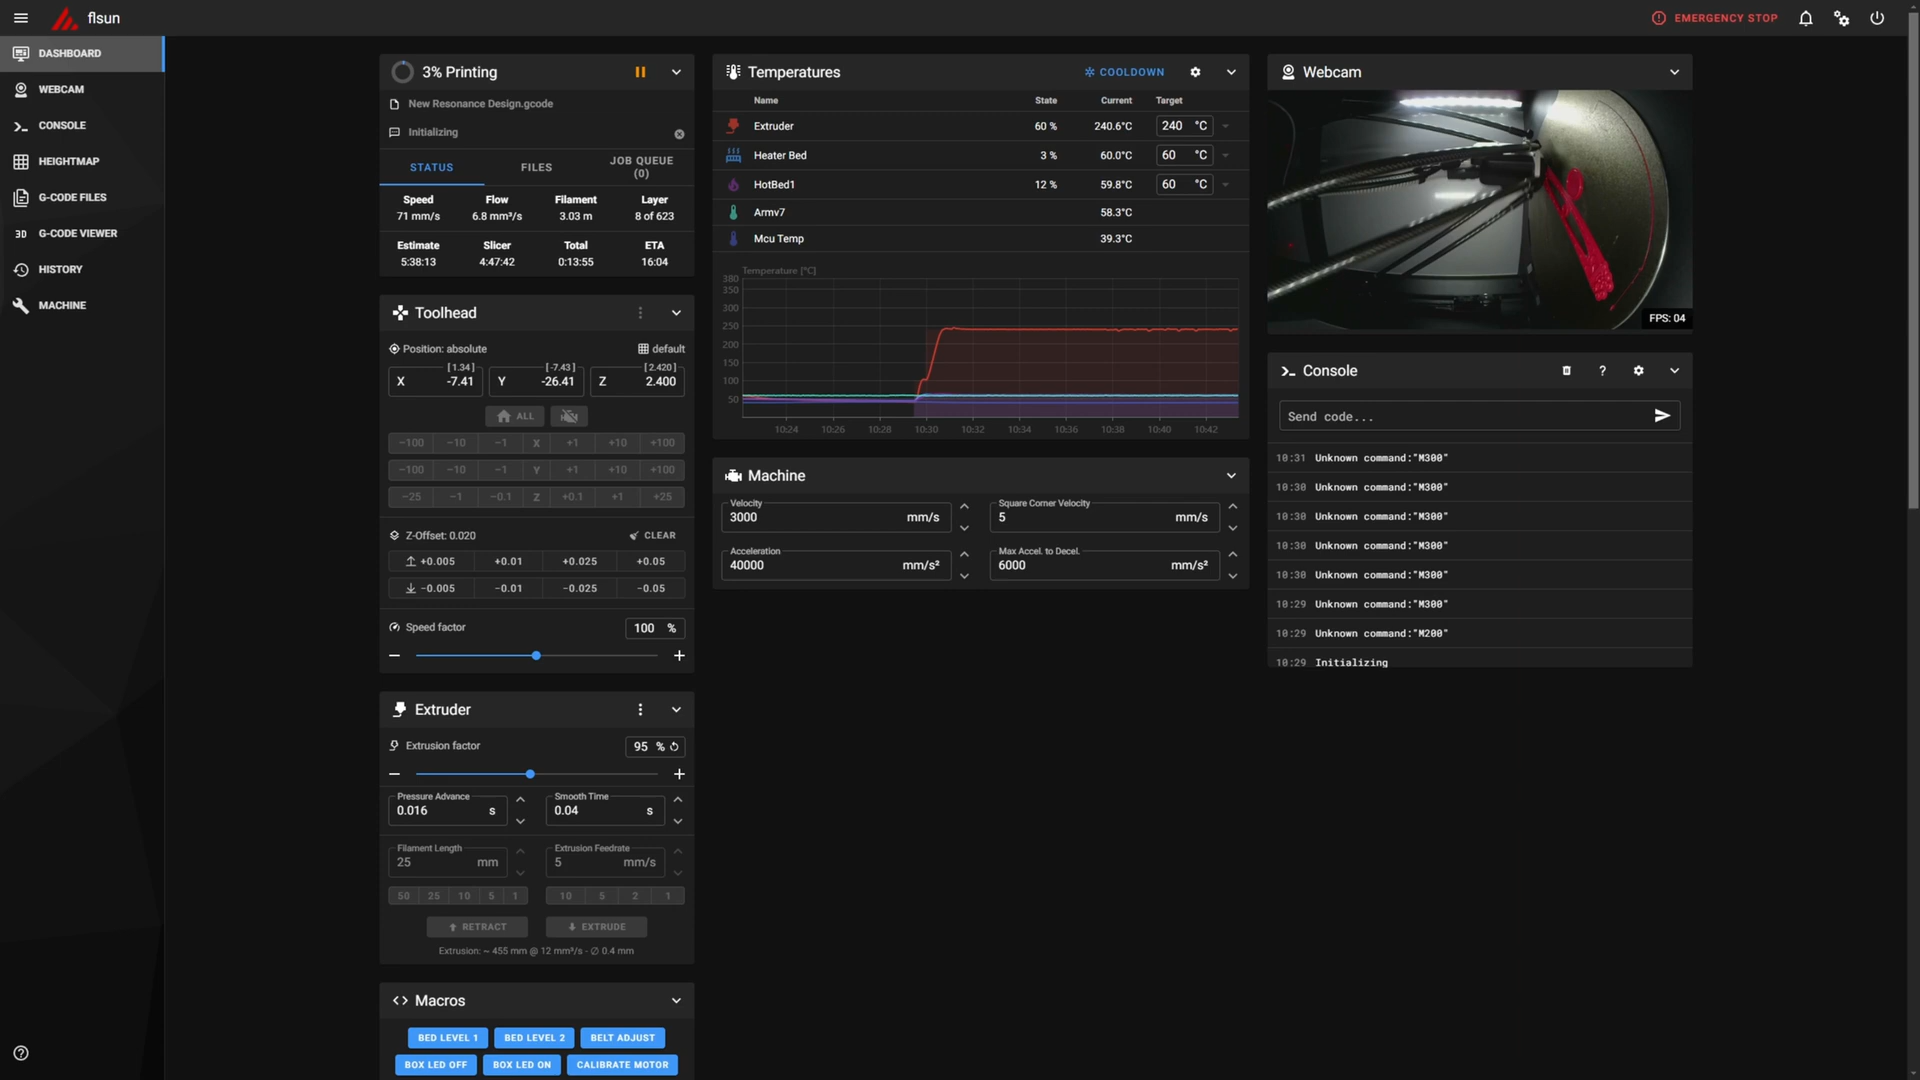 flsun
EMERGENCY STOP
DASHBOARD
WEBCAM
CONSOLE
HEIGHTMAP
G-CODE FILES
3D G-CODE VIEWER
HISTORY
MACHINE
3% Printing
New Resonance Design.gcode
Initializing
STATUS FILES JOB QUEUE
(0)
Speed Flow Filament Layer
71 mm/s 6.8 mm³/s 3.03 m 8 of 623
Estimate Slicer Total ETA
5:38:13 4:47:42 0:13:55 16:04
Toolhead
Position: absolute default
[1.34] [-7.43] [2.420]
X -7.41 Y -26.41 Z 2.400
ALL
−100 −10 −1 X +1 +10 +100
−100 −10 −1 Y +1 +10 +100
−25 −1 −0.1 Z +0.1 +1 +25
Z-Offset: 0.020 CLEAR
+0.005 +0.01 +0.025 +0.05
−0.005 −0.01 −0.025 −0.05
Speed factor 100 %
Extruder
Extrusion factor 95 %
Pressure Advance Smooth Time
0.016 s 0.04 s
Filament Length Extrusion Feedrate
25 mm 5 mm/s
50 25 10 5 1 10 5 2 1
RETRACT EXTRUDE
Extrusion: ~ 455 mm @ 12 mm³/s - ∅ 0.4 mm
Macros
BED LEVEL 1 BED LEVEL 2 BELT ADJUST
BOX LED OFF BOX LED ON CALIBRATE MOTOR
Temperatures COOLDOWN
Name State Current Target
Extruder 60 % 240.6°C 240 °C
Heater Bed 3 % 60.0°C 60 °C
HotBed1 12 % 59.8°C 60 °C
Armv7 58.3°C
Mcu Temp 39.3°C
Temperature [°C]
380
350
300
250
200
150
100
50
10:24 10:26 10:28 10:30 10:32 10:34 10:36 10:38 10:40 10:42
Machine
Velocity Square Corner Velocity
3000 mm/s 5 mm/s
Acceleration Max Accel. to Decel.
40000 mm/s² 6000 mm/s²
Webcam
FPS: 04
Console
Send code...
10:31 Unknown command:"M300"
10:30 Unknown command:"M300"
10:30 Unknown command:"M300"
10:30 Unknown command:"M300"
10:30 Unknown command:"M300"
10:29 Unknown command:"M300"
10:29 Unknown command:"M200"
10:29 Initializing